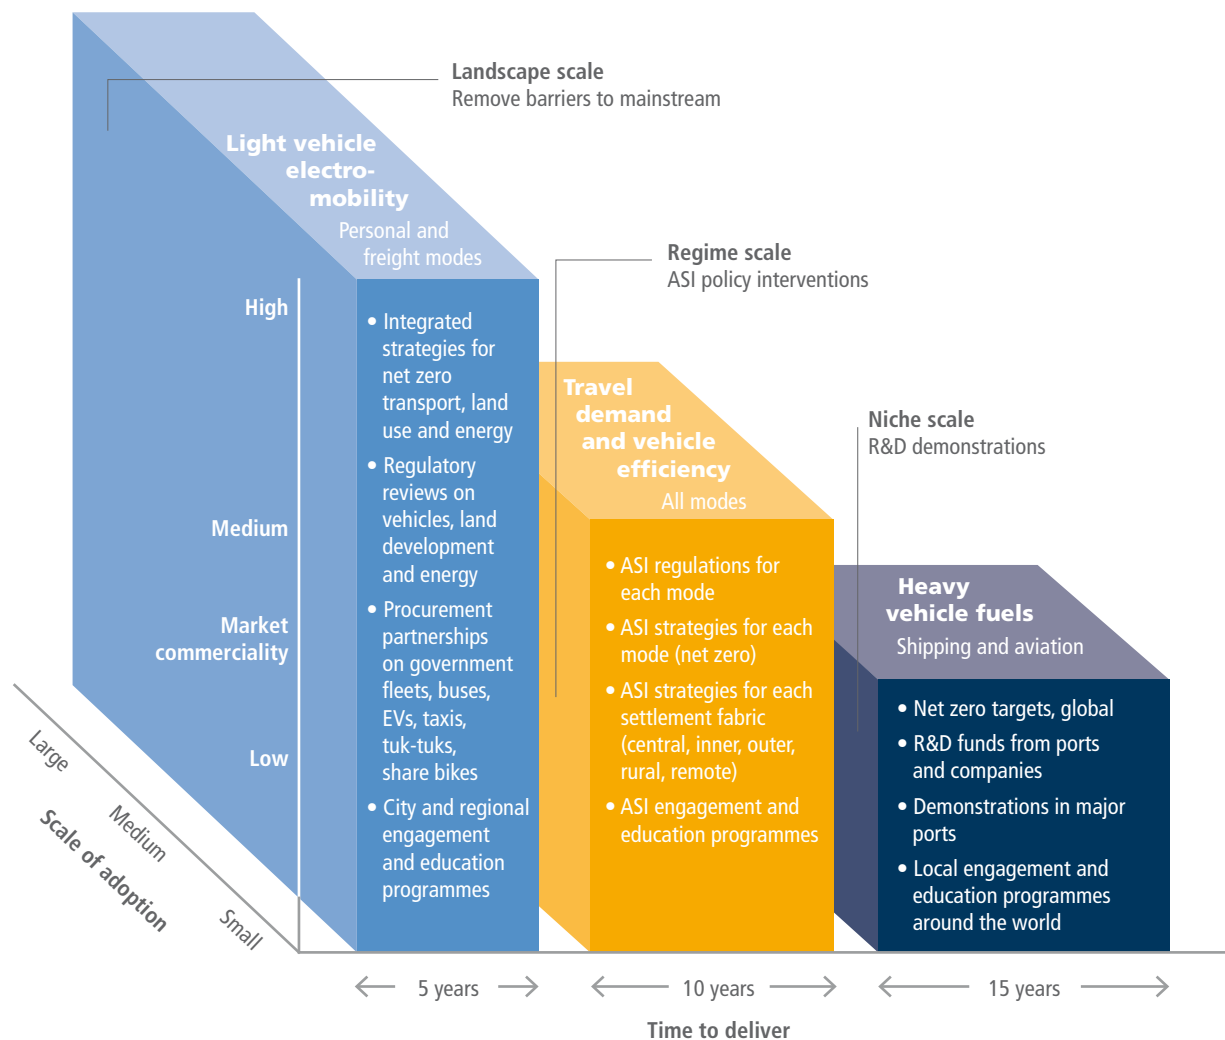 Landscape scale
Remove barriers to mainstream
Light vehicle
electro-
mobility
Personal and
freight modes
Regime scale
ASI policy interventions
High
Medium
Market
commerciality
Low
• Integrated
strategies for
net zero
transport, land
use and energy
• Regulatory
reviews on
vehicles, land
development
and energy
• Procurement
partnerships
on government
fleets, buses,
EVs, taxis,
tuk-tuks,
share bikes
• City and regional
engagement
and education
programmes
Travel
demand
and vehicle
efficiency
All modes
• ASI regulations for
each mode
• ASI strategies for each
mode (net zero)
• ASI strategies for each
settlement fabric
(central, inner, outer,
rural, remote)
• ASI engagement and
education programmes
Niche scale
R&D demonstrations
Heavy
vehicle fuels
Shipping and aviation
• Net zero targets, global
• R&D funds from ports
and companies
• Demonstrations in major
ports
• Local engagement and
education programmes
around the world
Large
Medium
Small
Scale of adoption
5 years
10 years
15 years
Time to deliver